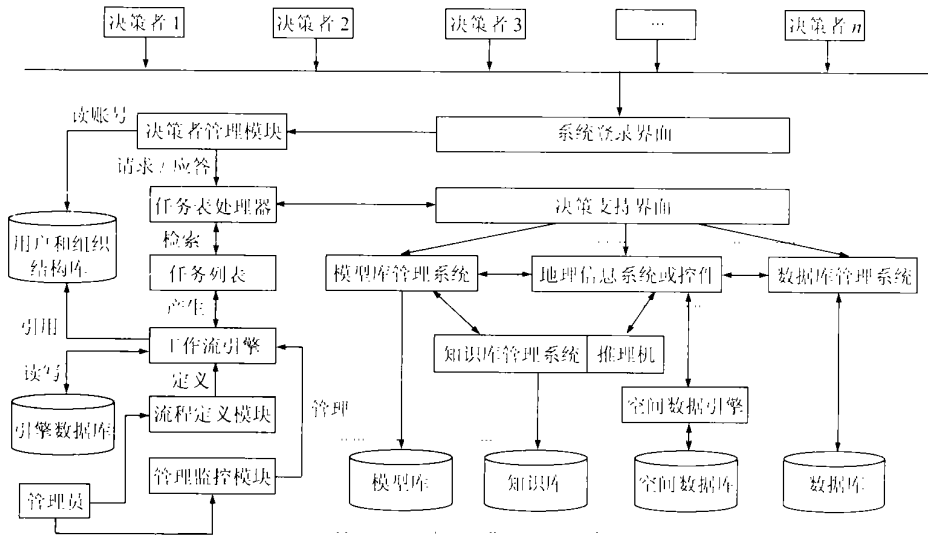 决策者1
决策者2
决策者3
…
决策者n
读账号
决策者管理模块
系统登录界面
请求/应答
任务表处理器
决策支持界面
用户和组织
结构库
检索
任务列表
模型库管理系统
地理信息系统或控件
数据库管理系统
产生
引用
工作流引擎
知识库管理系统
推理机
读写
定义
管理
引擎数据库
流程定义模块
空间数据引擎
管理监控模块
模型库
知识库
空间数据库
数据库
管理员